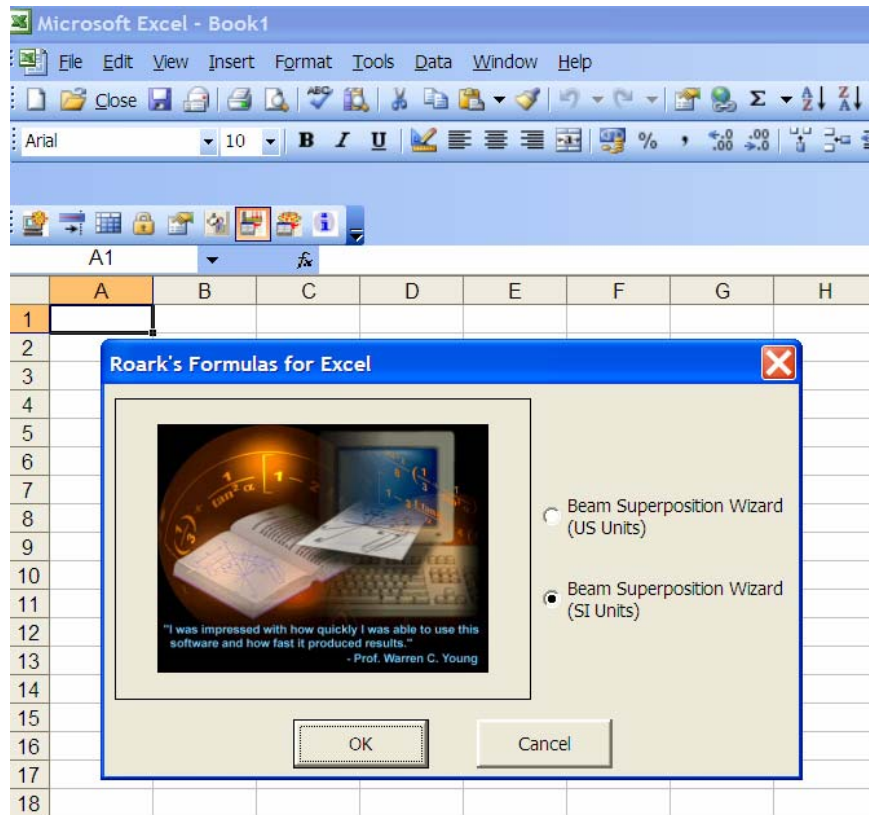 Microsoft Excel - Book1
File Edit View Insert Format Tools Data Window Help
Close
Arial 10 B I U % ,
A1 fx
A B C D E F G H
1
2
Roark's Formulas for Excel
3
4
5
6
7
8
Beam Superposition Wizard
(US Units)
9
10
11
Beam Superposition Wizard
(SI Units)
12
"I was impressed with how quickly I was able to use this
software and how fast it produced results."
13
- Prof. Warren C. Young
14
15
16
OK Cancel
17
18